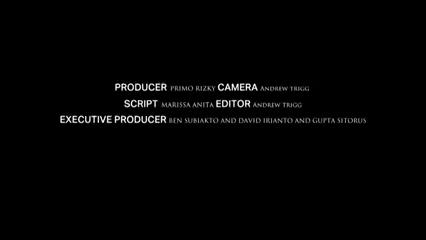 PRODUCER PRIMO RIZKY CAMERA ANDREW TRIGG
SCRIPT MARISSA ANITA EDITOR ANDREW TRIGG
EXECUTIVE PRODUCER BEN SUBIAKTO AND DAVID IRIANTO AND GUPTA SITORUS